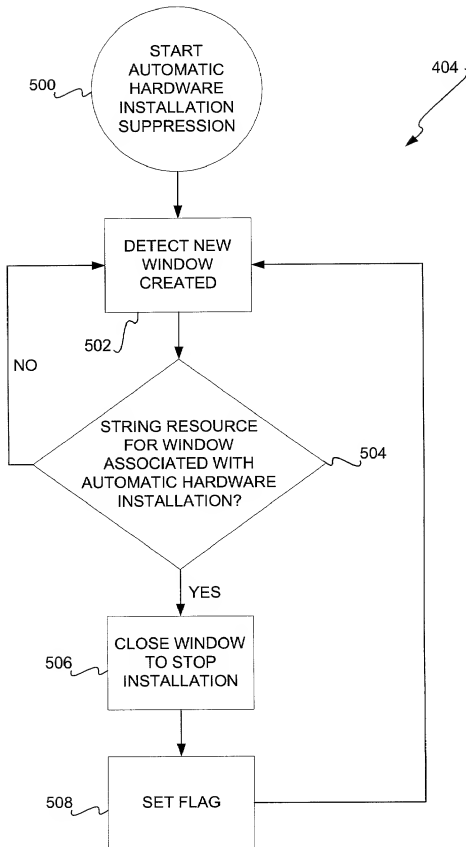 START
AUTOMATIC
HARDWARE
INSTALLATION
SUPPRESSION
500
404
DETECT NEW
WINDOW
CREATED
502
NO
STRING RESOURCE
FOR WINDOW
ASSOCIATED WITH
AUTOMATIC HARDWARE
INSTALLATION?
504
YES
CLOSE WINDOW
TO STOP
INSTALLATION
506
SET FLAG
508